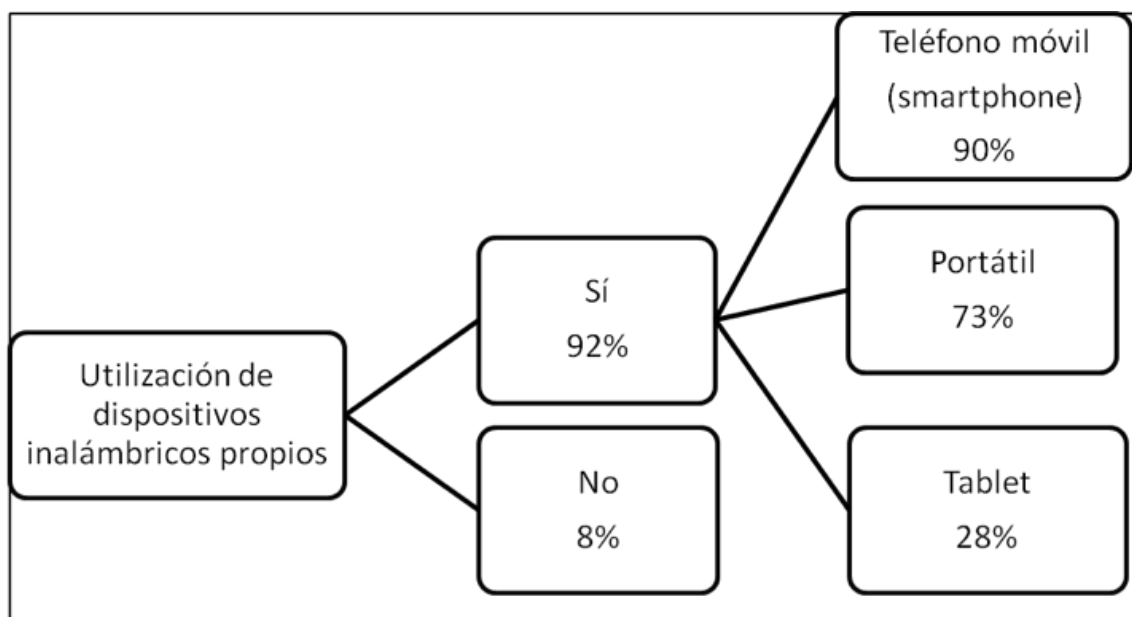 Utilización de
dispositivos
inalámbricos propios
Sí
92%
No
8%
Teléfono móvil
(smartphone)
90%
Portátil
73%
Tablet
28%